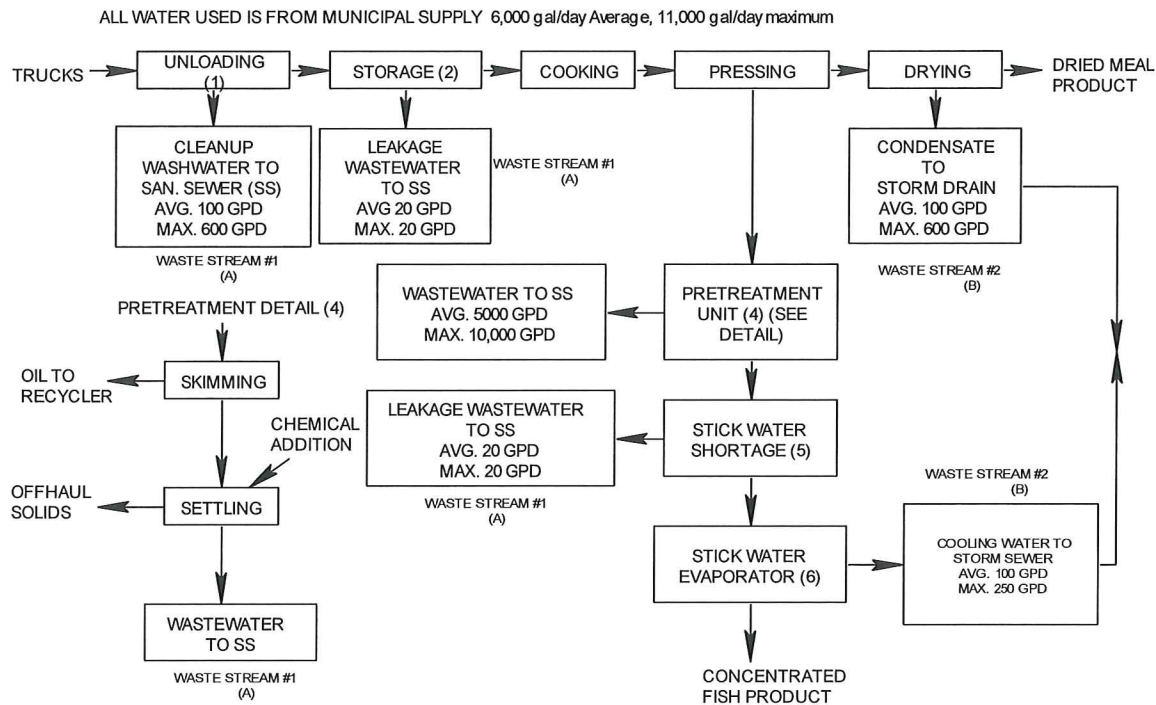 ALL WATER USED IS FROM MUNICIPAL SUPPLY 6,000 gal/day Average, 11,000 gal/day maximum
TRUCKS
UNLOADING
(1)
STORAGE (2)
COOKING
PRESSING
DRYING
DRIED MEAL
PRODUCT
CLEANUP
WASHWATER TO
SAN. SEWER (SS)
AVG. 100 GPD
MAX. 600 GPD
WASTE STREAM #1
(A)
LEAKAGE
WASTEWATER
TO SS
AVG 20 GPD
MAX. 20 GPD
WASTE STREAM #1
(A)
CONDENSATE
TO
STORM DRAIN
AVG. 100 GPD
MAX. 600 GPD
WASTE STREAM #2
(B)
PRETREATMENT DETAIL (4)
SKIMMING
OIL TO
RECYCLER
CHEMICAL
ADDITION
OFFHAUL
SOLIDS
SETTLING
WASTEWATER
TO SS
WASTE STREAM #1
(A)
WASTEWATER TO SS
AVG. 5000 GPD
MAX. 10,000 GPD
PRETREATMENT
UNIT (4) (SEE
DETAIL)
LEAKAGE WASTEWATER
TO SS
AVG. 20 GPD
MAX. 20 GPD
WASTE STREAM #1
(A)
STICK WATER
SHORTAGE (5)
STICK WATER
EVAPORATOR (6)
WASTE STREAM #2
(B)
COOLING WATER TO
STORM SEWER
AVG. 100 GPD
MAX. 250 GPD
CONCENTRATED
FISH PRODUCT